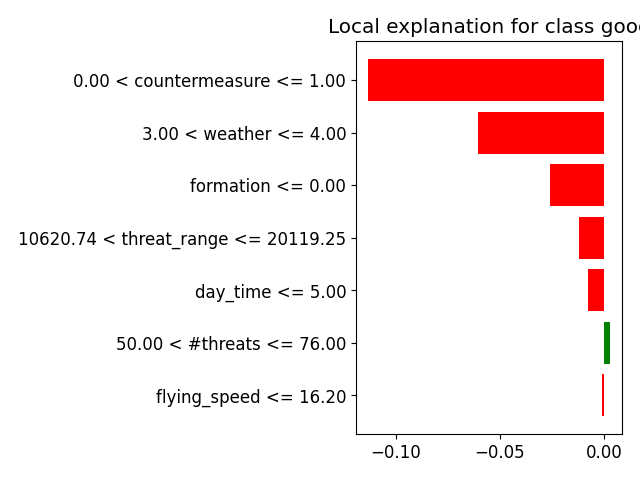 Local explanation for class good
0.00 < countermeasure <= 1.00
3.00 < weather <= 4.00
formation <= 0.00
10620.74 < threat_range <= 20119.25
day_time <= 5.00
50.00 < #threats <= 76.00
flying_speed <= 16.20
−0.10 −0.05 0.00